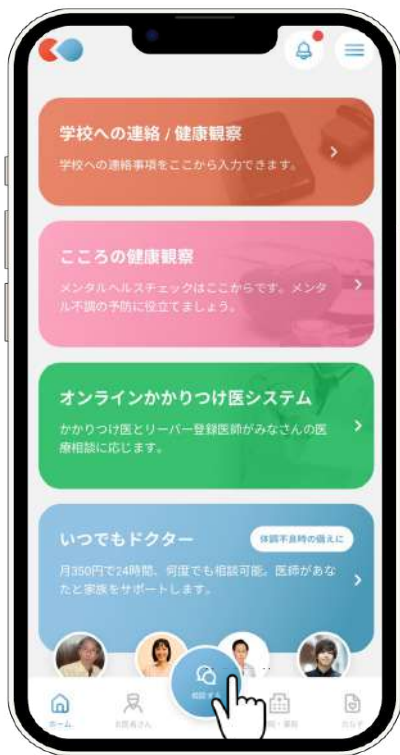 学校への連絡 / 健康観察
学校への連絡事項をここから入力できます。
こころの健康観察
メンタルヘルスチェックはここからです。メンタ
ル不調の予防に役立てましょう。
オンラインかかりつけ医システム
かかりつけ医とリーバー登録医師がみなさんの医
療相談に応じます。
いつでもドクター
体調不良時の備えに
月350円で24時間、何度でも相談可能。医師があな
たと家族をサポートします。
相談する
ホーム
お医者さん